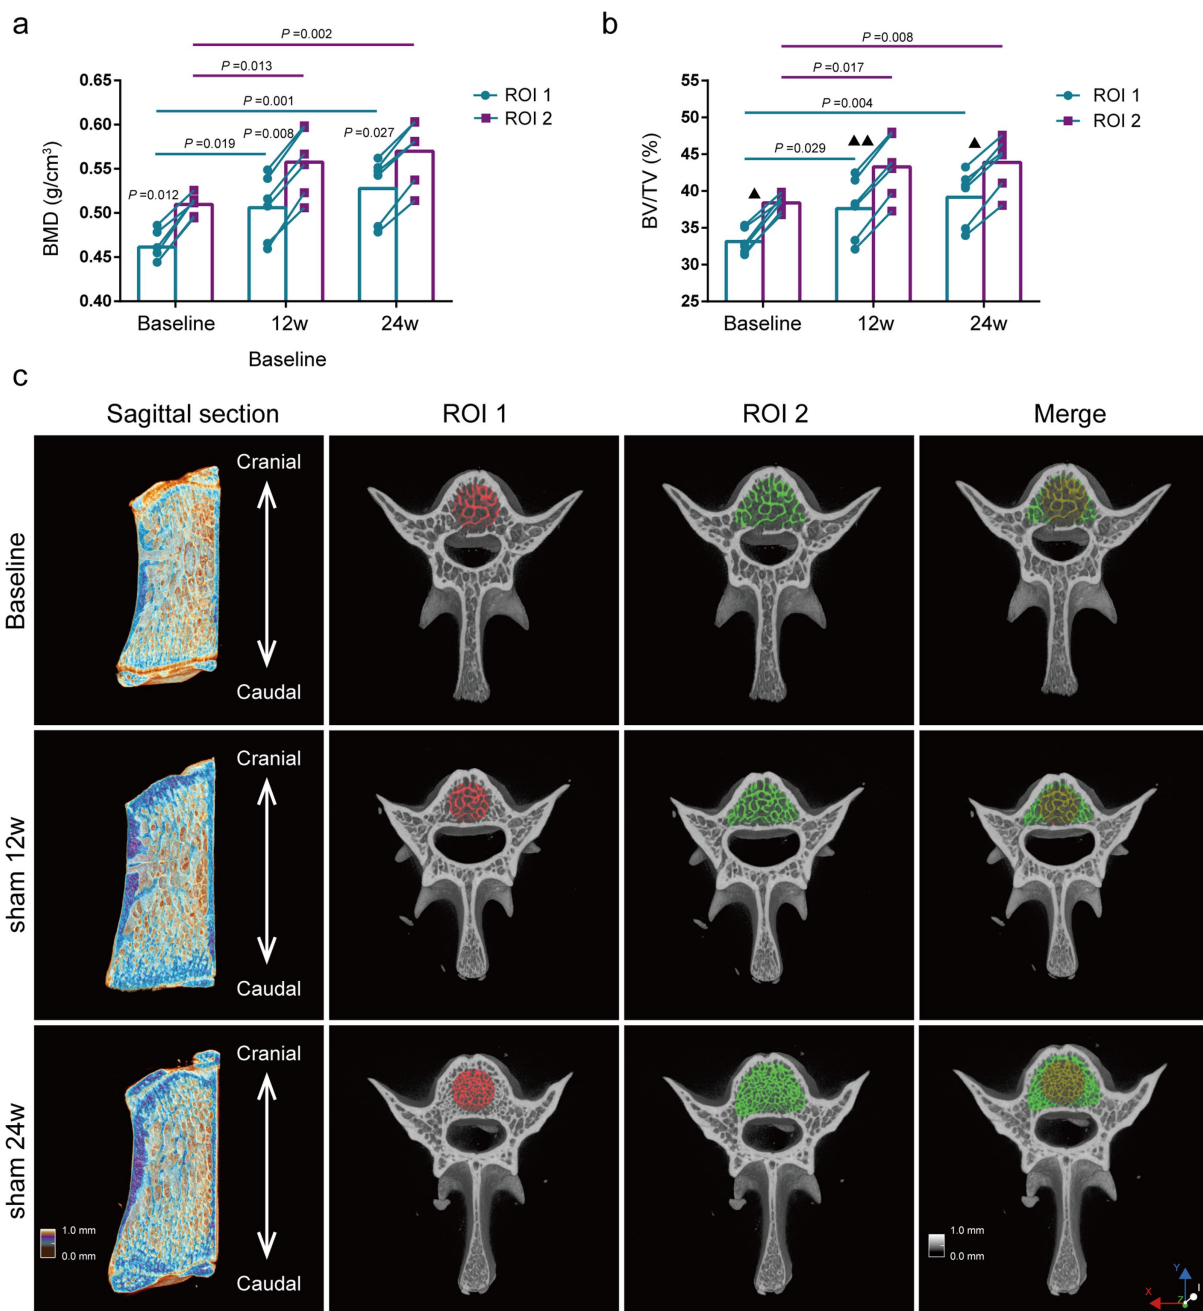 a
P =0.002
P =0.013
P =0.001
P =0.008
P =0.027
P =0.019
P =0.012
BMD (g/cm³)
0.65
0.60
0.55
0.50
0.45
0.40
Baseline 12w 24w
Baseline
ROI 1
ROI 2
b
P =0.008
P =0.017
P =0.004
P =0.029
BV/TV (%)
55
50
45
40
35
30
25
Baseline 12w 24w
ROI 1
ROI 2
c
Sagittal section ROI 1 ROI 2 Merge
Baseline
Cranial
Caudal
sham 12w
Cranial
Caudal
sham 24w
Cranial
Caudal
1.0 mm
0.0 mm
1.0 mm
0.0 mm
Y
X
Z